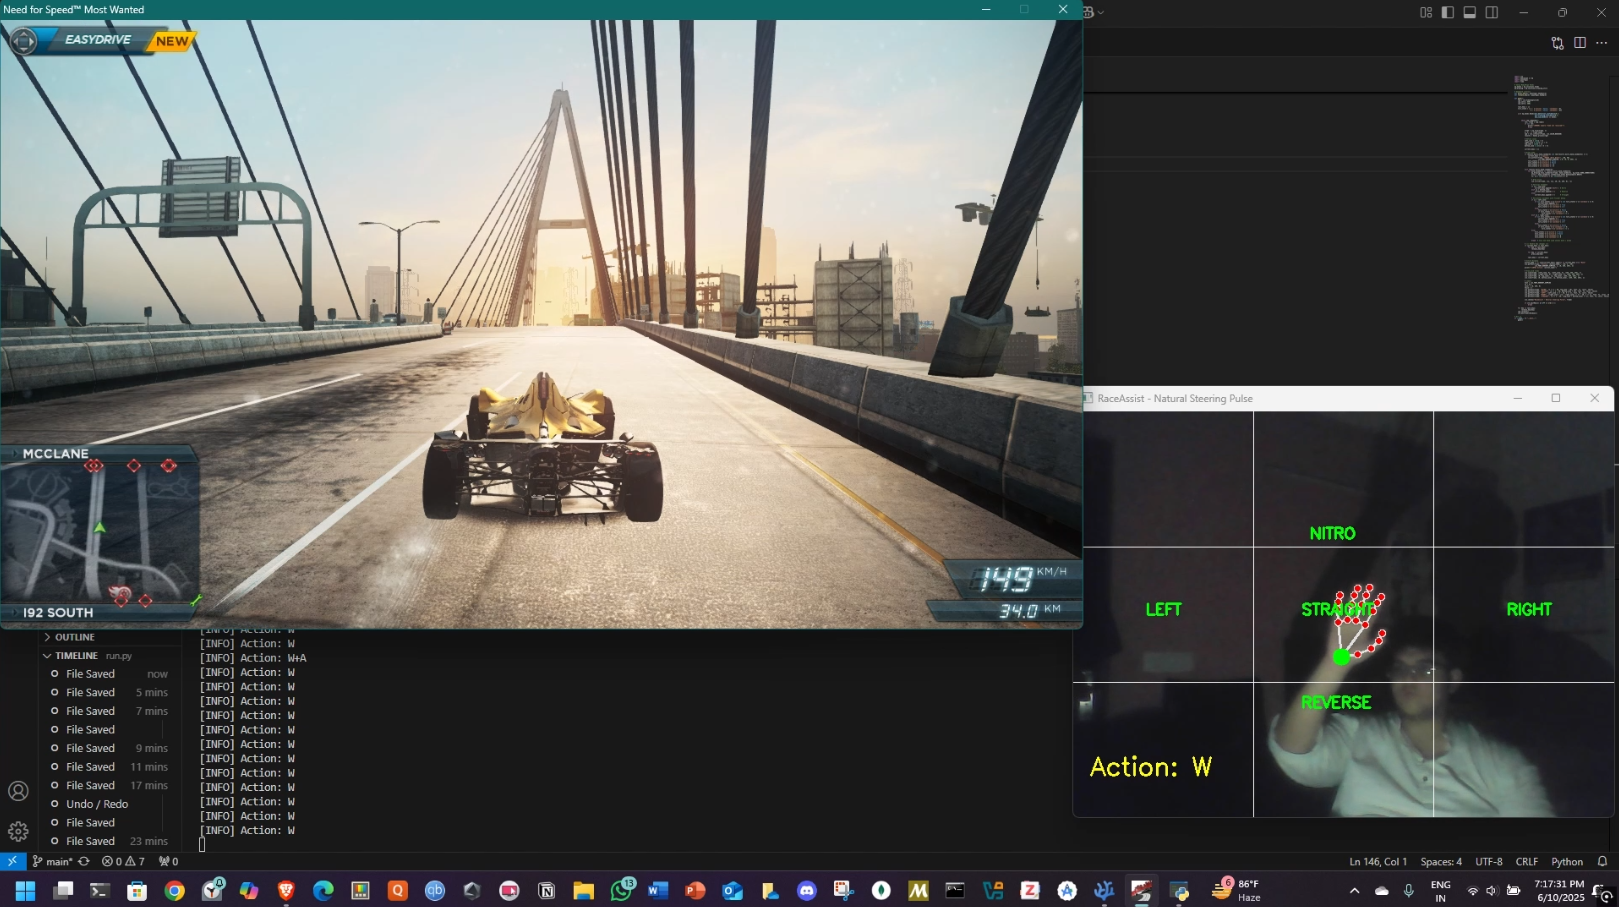 Need for Speed™ Most Wanted
EASYDRIVE
NEW
MCCLANE
I92 SOUTH
149 KM/H
34.0 KM
RaceAssist - Natural Steering Pulse
NITRO
LEFT
STRAIGHT
RIGHT
REVERSE
Action: W
OUTLINE
TIMELINE run.py
File Saved now
File Saved 5 mins
File Saved 7 mins
File Saved
File Saved 9 mins
File Saved 11 mins
File Saved 17 mins
Undo / Redo
File Saved
File Saved 23 mins
[INFO] Action: W
[INFO] Action: W
[INFO] Action: W+A
[INFO] Action: W
[INFO] Action: W
[INFO] Action: W
[INFO] Action: W
[INFO] Action: W
[INFO] Action: W
[INFO] Action: W
[INFO] Action: W
[INFO] Action: W
[INFO] Action: W
[INFO] Action: W
[INFO] Action: W
main* 0 7 0
Ln 146, Col 1 Spaces: 4 UTF-8 CRLF Python
13
6
86°F
Haze
ENG
IN
7:17:31 PM
6/10/2025